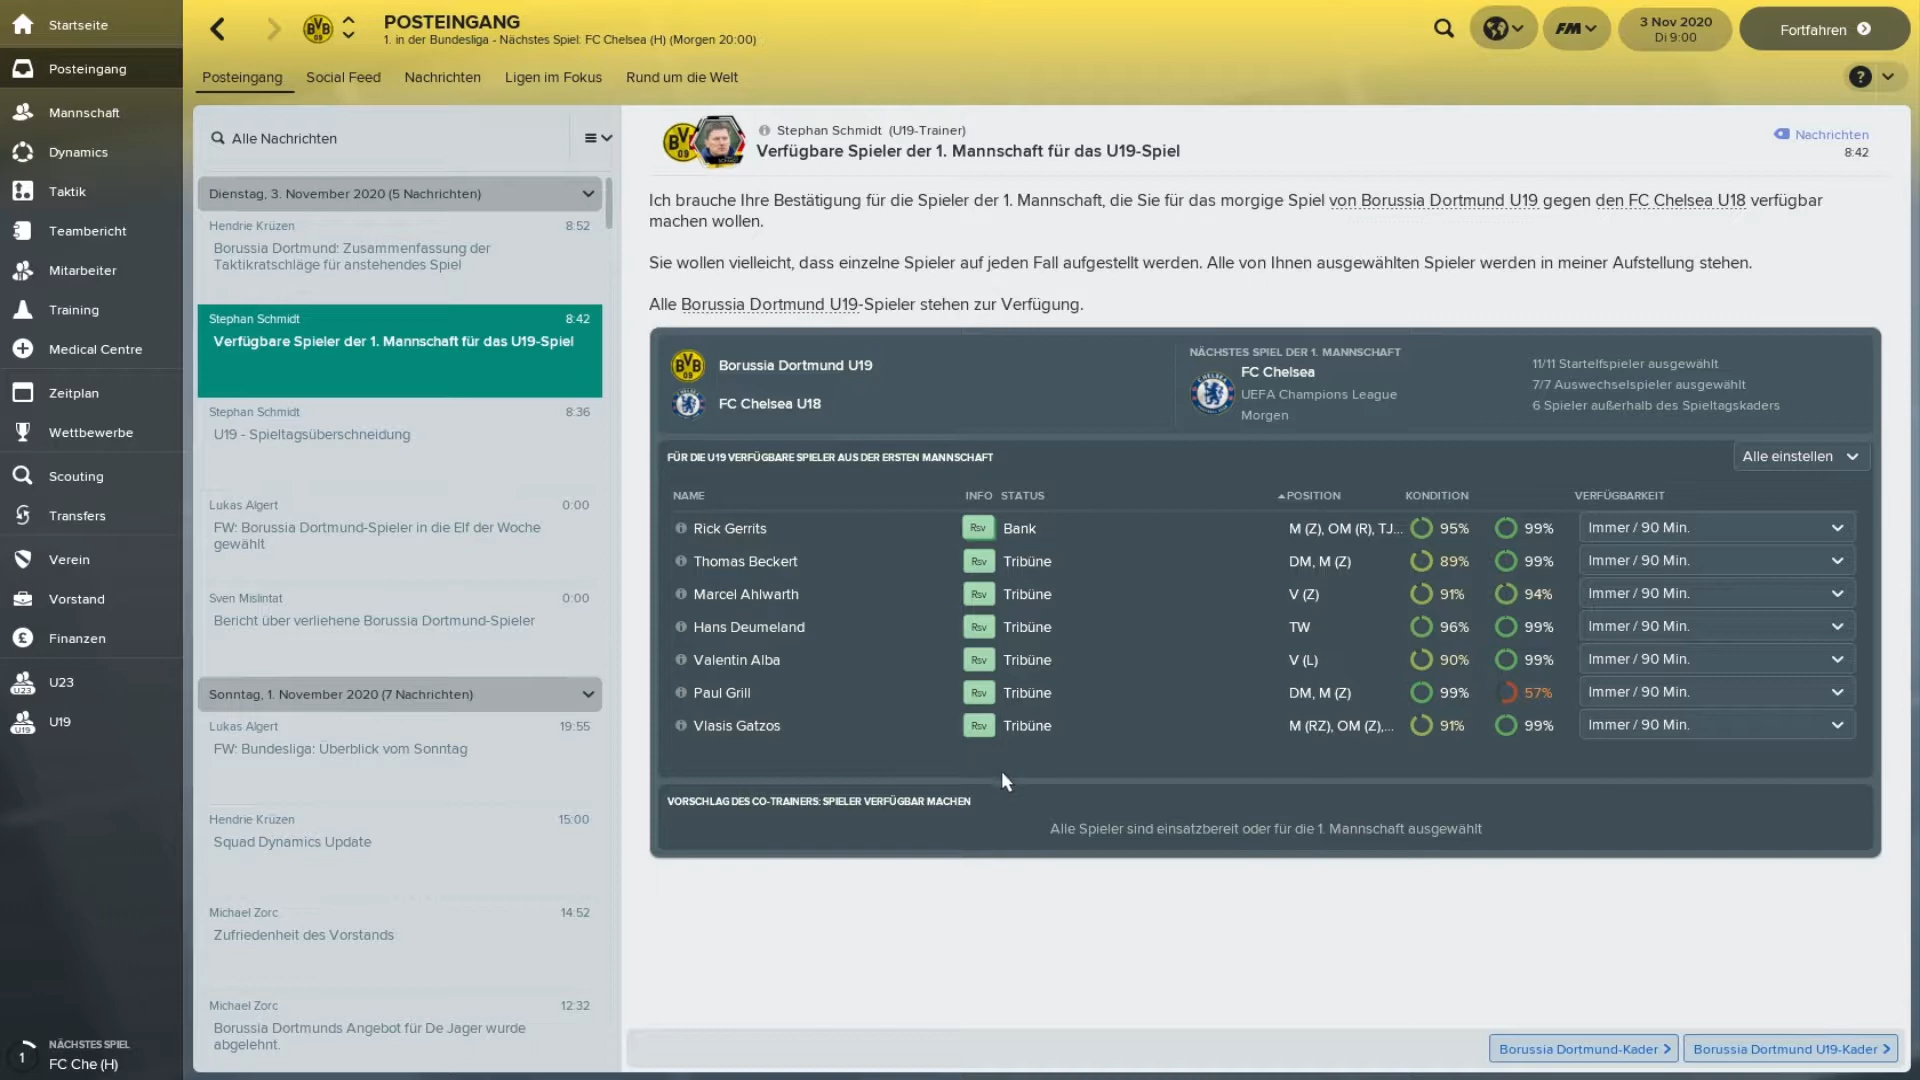 Startseite
Posteingang
Mannschaft
Dynamics
Taktik
Teambericht
Mitarbeiter
Training
Medical Centre
Zeitplan
Wettbewerbe
Scouting
Transfers
Verein
Vorstand
Finanzen
U23
U23
U19
U19
1
NÄCHSTES SPIEL
FC Che (H)
POSTEINGANG
1. in der Bundesliga - Nächstes Spiel: FC Chelsea (H) (Morgen 20:00)
FM
3 Nov 2020
Di 9:00
Fortfahren
Posteingang
Social Feed
Nachrichten
Ligen im Fokus
Rund um die Welt
?
Alle Nachrichten
Dienstag, 3. November 2020 (5 Nachrichten)
Hendrie Krüzen 8:52
Borussia Dortmund: Zusammenfassung der
Taktikratschläge für anstehendes Spiel
Stephan Schmidt 8:42
Verfügbare Spieler der 1. Mannschaft für das U19-Spiel
Stephan Schmidt 8:36
U19 - Spieltagsüberschneidung
Lukas Algert 0:00
FW: Borussia Dortmund-Spieler in die Elf der Woche
gewählt
Sven Mislintat 0:00
Bericht über verliehene Borussia Dortmund-Spieler
Sonntag, 1. November 2020 (7 Nachrichten)
Lukas Algert 19:55
FW: Bundesliga: Überblick vom Sonntag
Hendrie Krüzen 15:00
Squad Dynamics Update
Michael Zorc 14:52
Zufriedenheit des Vorstands
Michael Zorc 12:32
Borussia Dortmunds Angebot für De Jager wurde
abgelehnt.
Stephan Schmidt (U19-Trainer)
Verfügbare Spieler der 1. Mannschaft für das U19-Spiel
Nachrichten
8:42
Ich brauche Ihre Bestätigung für die Spieler der 1. Mannschaft, die Sie für das morgige Spiel von Borussia Dortmund U19 gegen den FC Chelsea U18 verfügbar
machen wollen.
Sie wollen vielleicht, dass einzelne Spieler auf jeden Fall aufgestellt werden. Alle von Ihnen ausgewählten Spieler werden in meiner Aufstellung stehen.
Alle Borussia Dortmund U19-Spieler stehen zur Verfügung.
Borussia Dortmund U19
FC Chelsea U18
NÄCHSTES SPIEL DER 1. MANNSCHAFT
FC Chelsea
UEFA Champions League
Morgen
11/11 Startelfspieler ausgewählt
7/7 Auswechselspieler ausgewählt
6 Spieler außerhalb des Spieltagskaders
FÜR DIE U19 VERFÜGBARE SPIELER AUS DER ERSTEN MANNSCHAFT
Alle einstellen
NAME INFO STATUS POSITION KONDITION VERFÜGBARKEIT
Rick Gerrits Rsv Bank M (Z), OM (R), TJ... 95% 99% Immer / 90 Min.
Thomas Beckert Rsv Tribüne DM, M (Z) 89% 99% Immer / 90 Min.
Marcel Ahlwarth Rsv Tribüne V (Z) 91% 94% Immer / 90 Min.
Hans Deumeland Rsv Tribüne TW 96% 99% Immer / 90 Min.
Valentin Alba Rsv Tribüne V (L) 90% 99% Immer / 90 Min.
Paul Grill Rsv Tribüne DM, M (Z) 99% 57% Immer / 90 Min.
Vlasis Gatzos Rsv Tribüne M (RZ), OM (Z),... 91% 99% Immer / 90 Min.
VORSCHLAG DES CO-TRAINERS: SPIELER VERFÜGBAR MACHEN
Alle Spieler sind einsatzbereit oder für die 1. Mannschaft ausgewählt
Borussia Dortmund-Kader
Borussia Dortmund U19-Kader